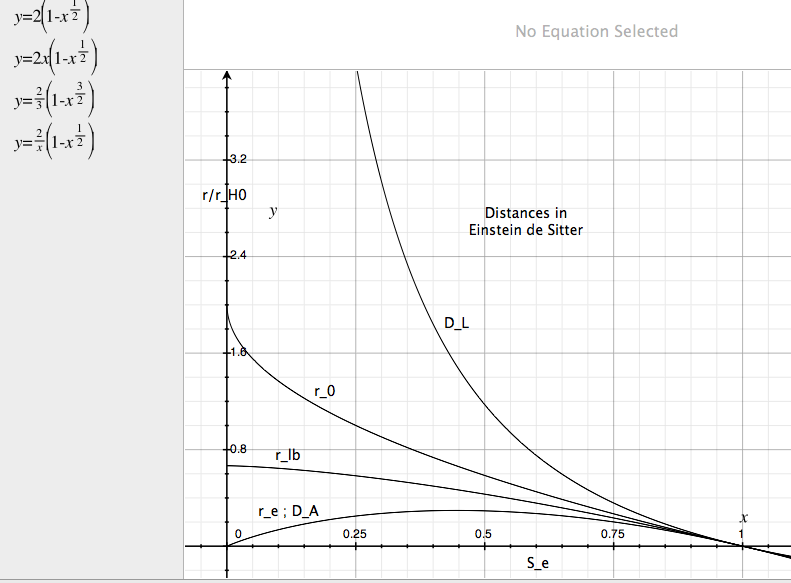 y=2(1-x^{1/2})
No Equation Selected
y=2x(1-x^{1/2})
y=2/3(1-x^{3/2})
y=2/x(1-x^{1/2})
3.2
r/r_H0
y
Distances in
Einstein de Sitter
2.4
D_L
1.6
r_0
0.8
r_lb
r_e ; D_A
x
0 0.25 0.5 0.75 1
S_e